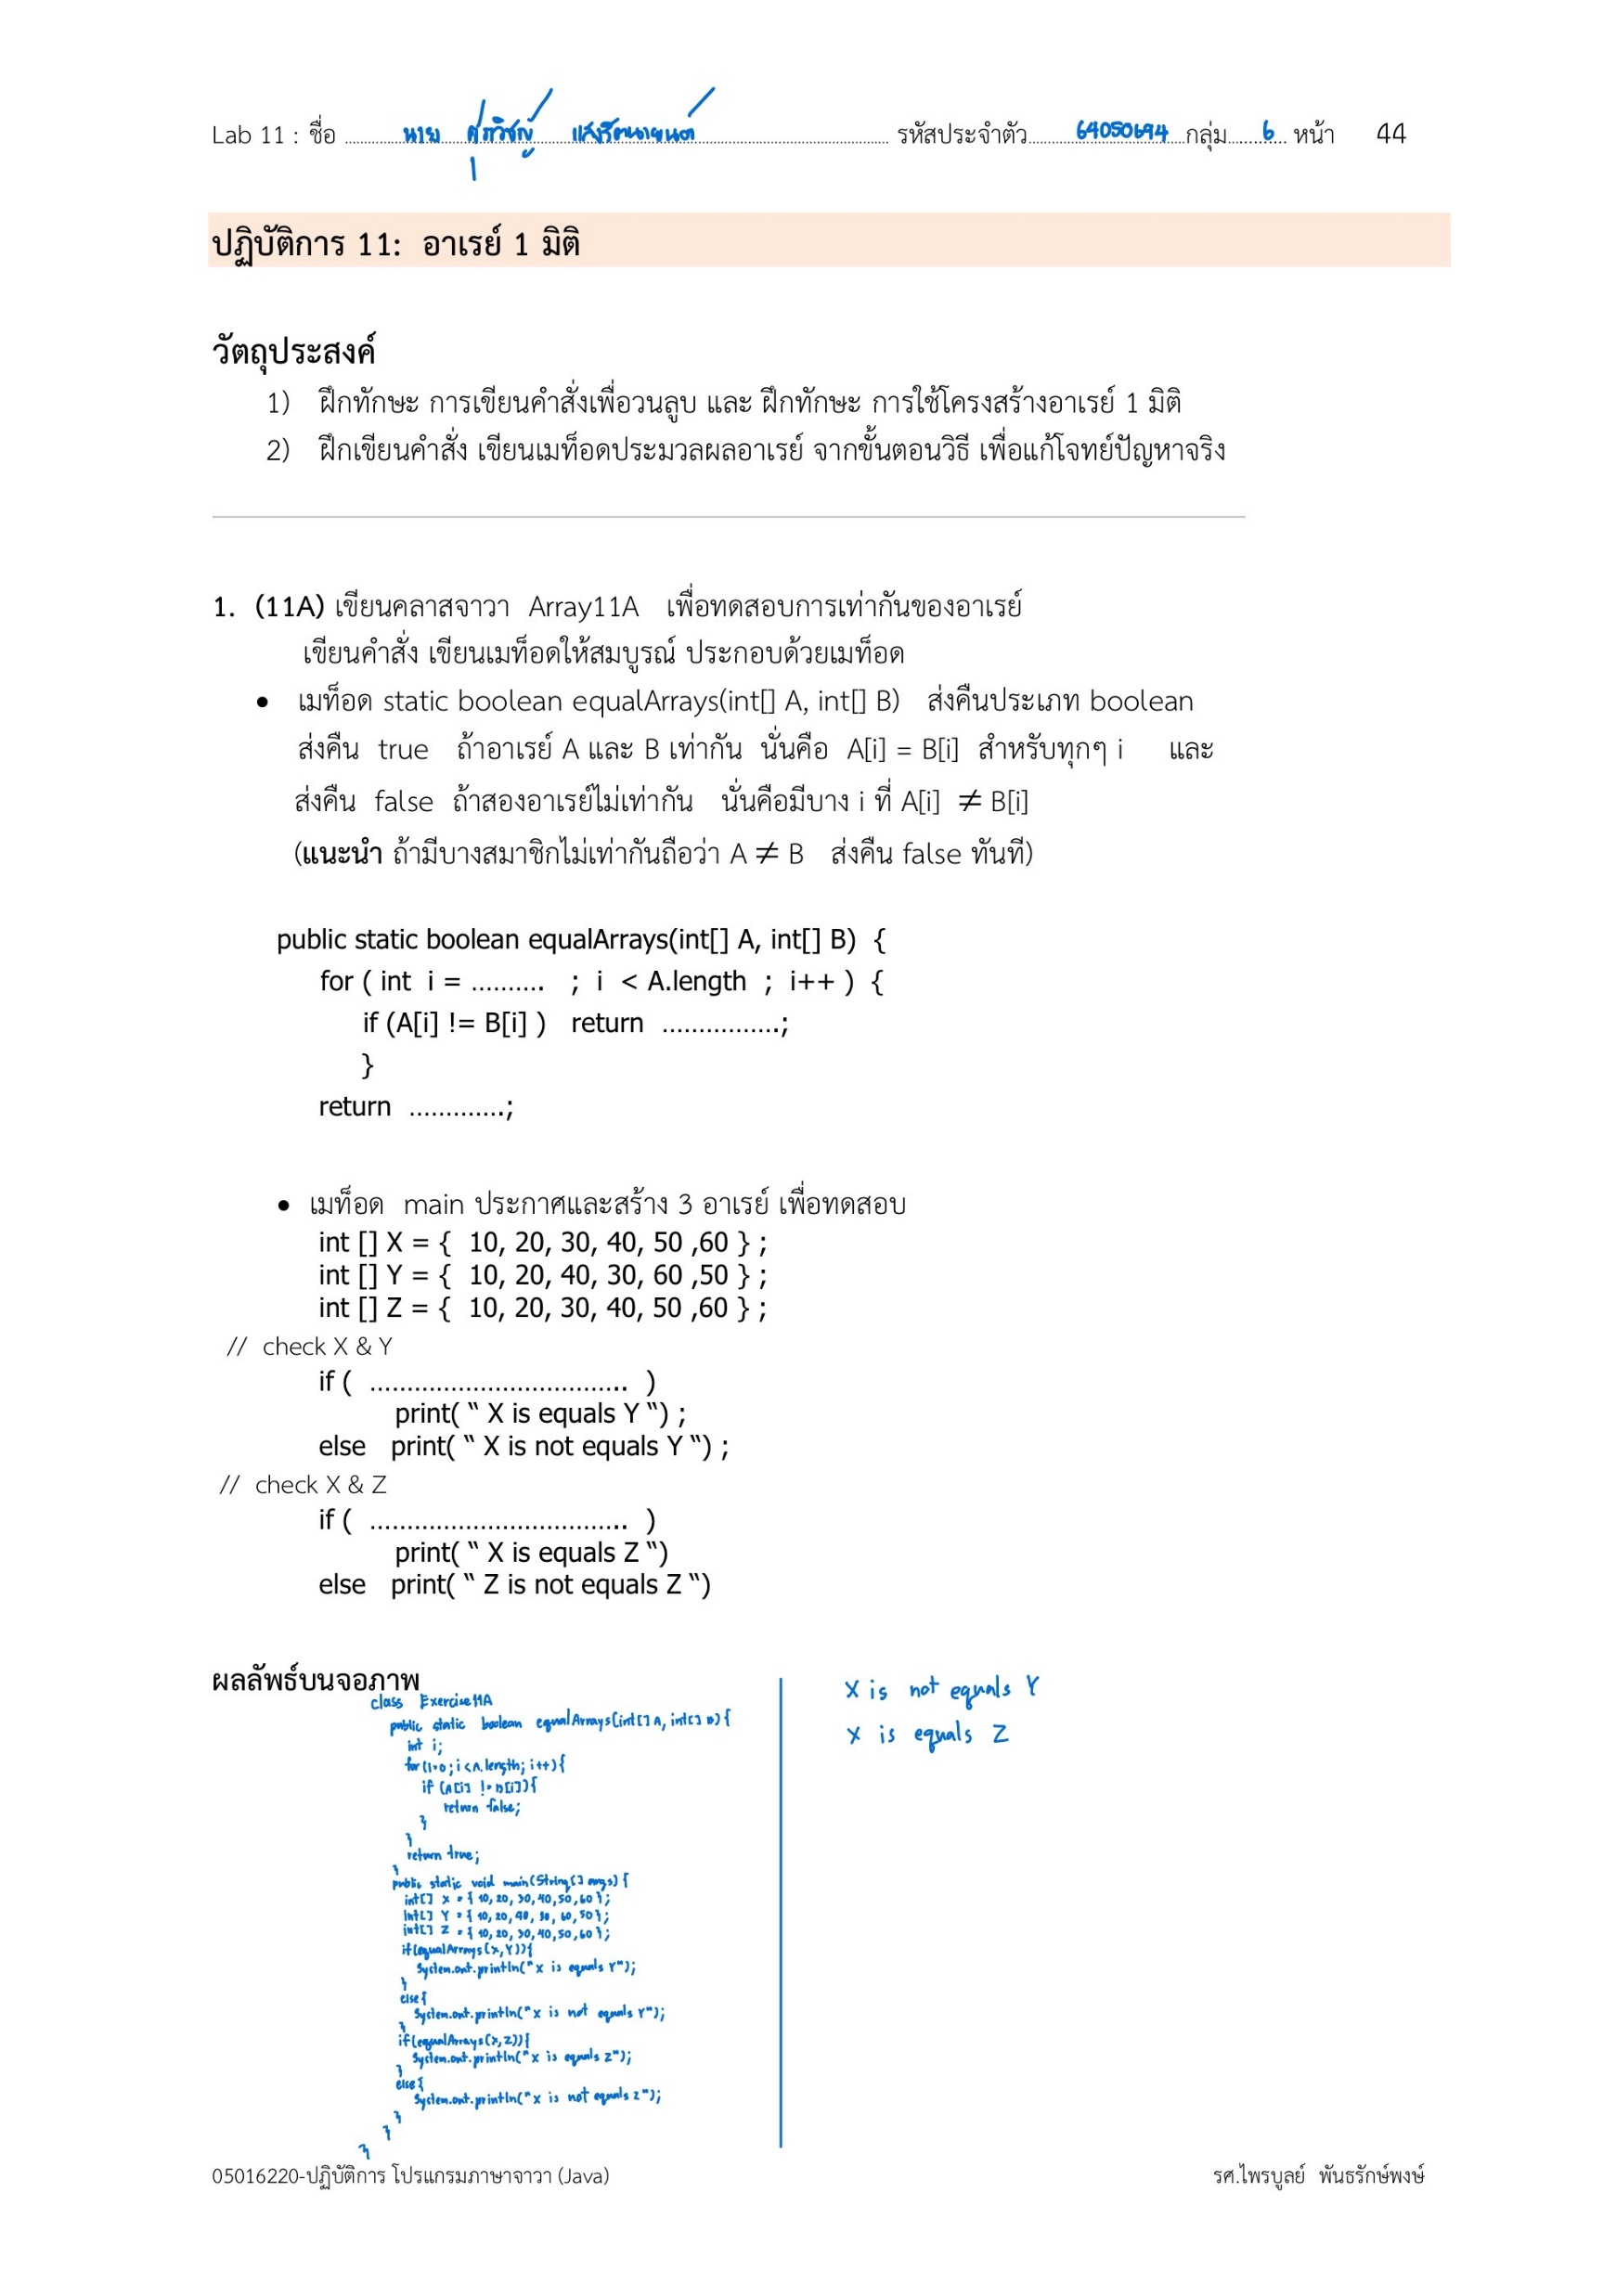 Lab 11 : ชื่อ ........ นาย ศุภวิชญ์ ........ รหัสประจำตัว........ 64050694 กลุ่ม........ 6 .... หน้า 44
ปฏิบัติการ 11: อาเรย์ 1 มิติ
วัตถุประสงค์
1) ฝึกทักษะ การเขียนคำสั่งเพื่อวนลูบ และ ฝึกทักษะ การใช้โครงสร้างอาเรย์ 1 มิติ
2) ฝึกเขียนคำสั่ง เขียนเมท็อดประมวลผลอาเรย์ จากขั้นตอนวิธี เพื่อแก้โจทย์ปัญหาจริง
1. (11A) เขียนคลาสจาวา Array11A เพื่อทดสอบการเท่ากันของอาเรย์
เขียนคำสั่ง เขียนเมท็อดให้สมบูรณ์ ประกอบด้วยเมท็อด
• เมท็อด static boolean equalArrays(int[] A, int[] B) ส่งคืนประเภท boolean
ส่งคืน true ถ้าอาเรย์ A และ B เท่ากัน นั่นคือ A[i] = B[i] สำหรับทุกๆ i และ
ส่งคืน false ถ้าสองอาเรย์ไม่เท่ากัน นั่นคือมีบาง i ที่ A[i] ≠ B[i]
(แนะนำ ถ้ามีบางสมาชิกไม่เท่ากันถือว่า A ≠ B ส่งคืน false ทันที)
public static boolean equalArrays(int[] A, int[] B) {
for ( int i = ………. ; i < A.length ; i++ ) {
if (A[i] != B[i] ) return …………….;
}
return ………….;
• เมท็อด main ประกาศและสร้าง 3 อาเรย์ เพื่อทดสอบ
int [] X = { 10, 20, 30, 40, 50 ,60 } ;
int [] Y = { 10, 20, 40, 30, 60 ,50 } ;
int [] Z = { 10, 20, 30, 40, 50 ,60 } ;
// check X & Y
if ( …………………………….. )
print( “ X is equals Y “) ;
else print( “ X is not equals Y “) ;
// check X & Z
if ( …………………………….. )
print( “ X is equals Z “)
else print( “ Z is not equals Z “)
ผลลัพธ์บนจอภาพ
class Exercise11A
public static boolean equalArrays(int[] A, int[] B){
int i;
for(i=0;i<A.length;i++){
if (A[i] != B[i]){
return false;
}
}
return true;
}
public static void main(String[] args) {
int[] X = { 10, 20, 30, 40, 50, 60 };
int[] Y = { 10, 20, 40, 30, 60, 50 };
int[] Z = { 10, 20, 30, 40, 50, 60 };
if(equalArrays(X,Y)){
System.out.println("X is equals Y");
}
else{
System.out.println("X is not equals Y");
}
if(equalArrays(X,Z)){
System.out.println("X is equals Z");
}
else{
System.out.println("X is not equals Z");
}
}
}
X is not equals Y
X is equals Z
05016220-ปฏิบัติการ โปรแกรมภาษาจาวา (Java) รศ.ไพรบูลย์ พันธรักษ์พงษ์